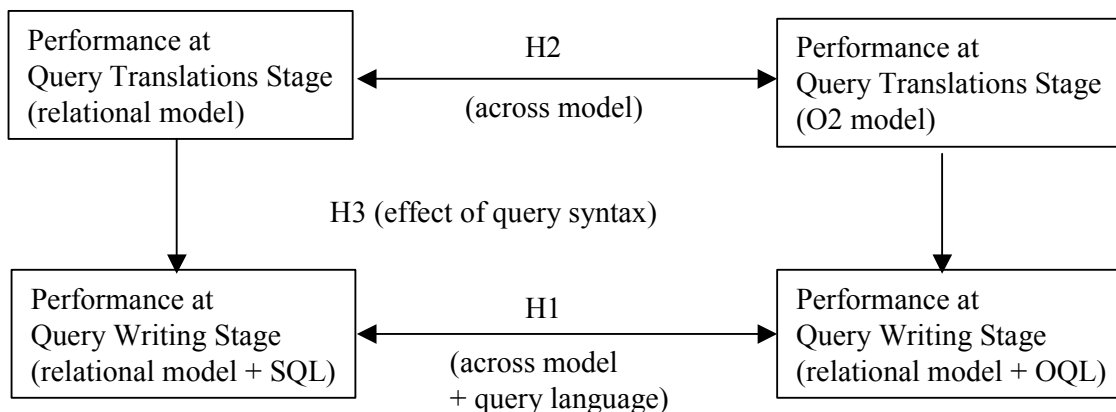 Performance at
Query Translations Stage
(relational model)
H2
(across model)
Performance at
Query Translations Stage
(O2 model)
H3 (effect of query syntax)
Performance at
Query Writing Stage
(relational model + SQL)
H1
(across model
+ query language)
Performance at
Query Writing Stage
(relational model + OQL)